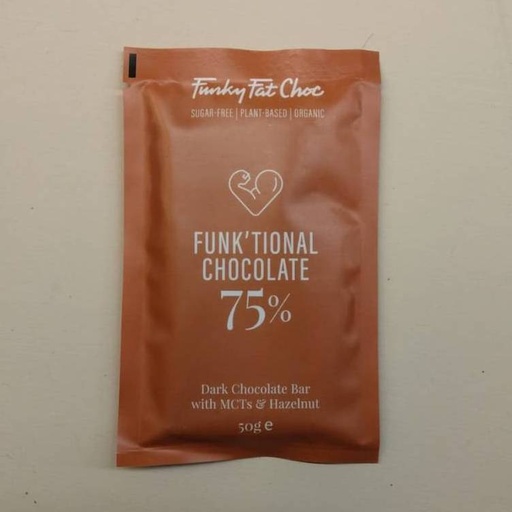 Funky Fat Choc
SUGAR-FREE | PLANT-BASED | ORGANIC
FUNK'TIONAL
CHOCOLATE
75%
Dark Chocolate Bar
with MCTs & Hazelnut
50g e